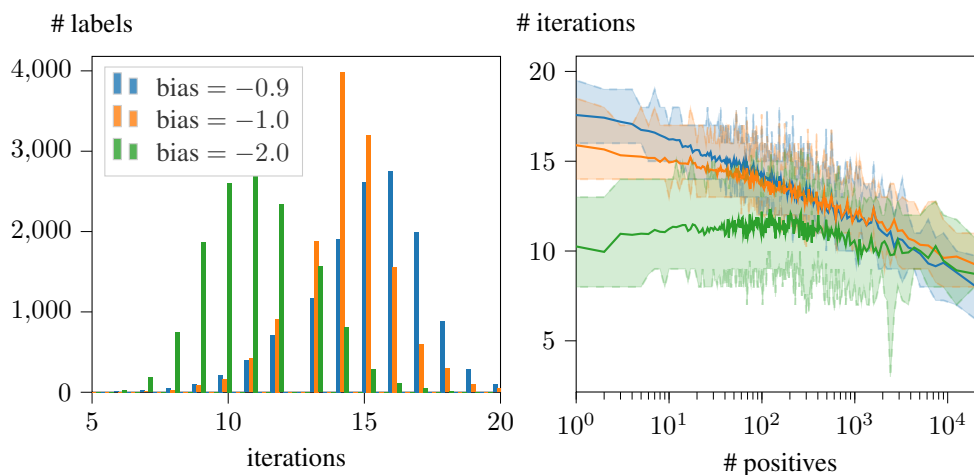 # labels
4,000
3,000
2,000
1,000
0
bias = −0.9
bias = −1.0
bias = −2.0
5 10 15 20
iterations
# iterations
20
15
10
5
10^0 10^1 10^2 10^3 10^4
# positives